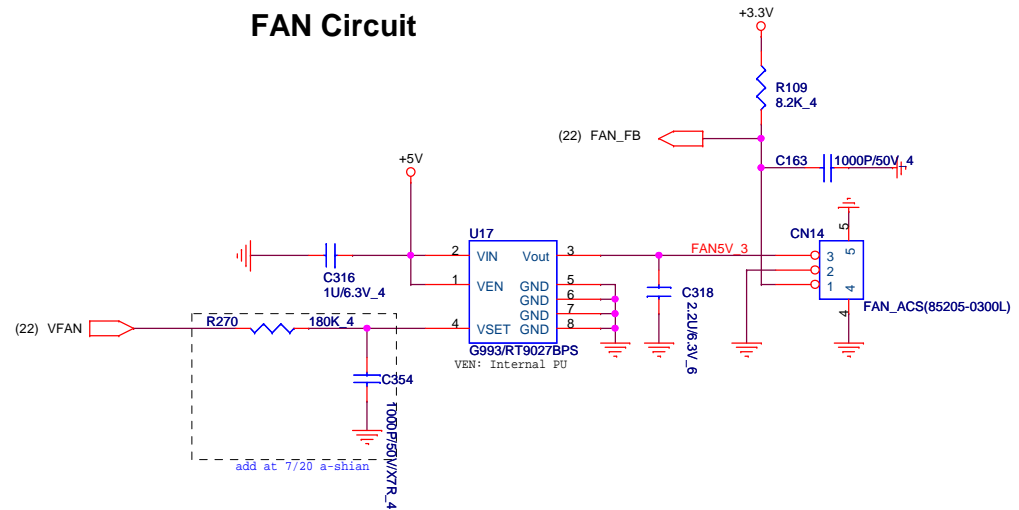 FAN Circuit
+3.3V
R109
8.2K_4
(22) FAN_FB
C163
1000P/50V_4
+5V
U17
CN14
5
2 VIN Vout 3
FAN5V_3
3 5
C316
1U/6.3V_4
1 VEN GND 5
GND 6
GND 7
2
1 4
C318
2.2U/6.3V_6
FAN_ACS(85205-0300L)
4
(22) VFAN
R270
180K_4
4 VSET GND 8
G993/RT9027BPS
VEN: Internal PU
C354
1000P/50V/X7R_4
add at 7/20 a-shian